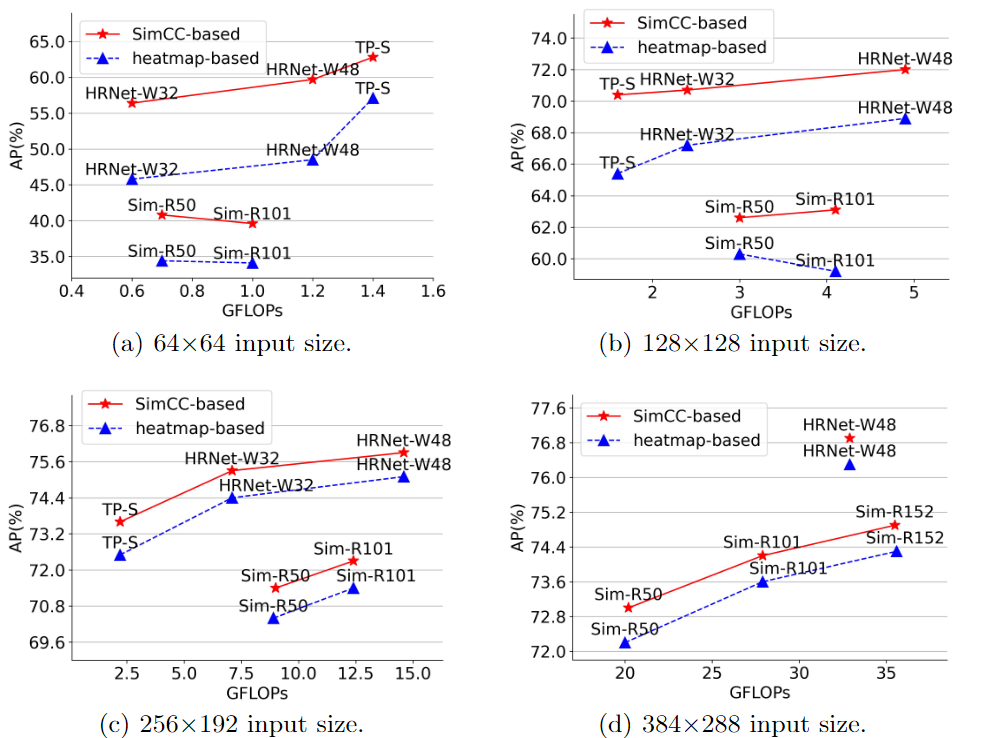 SimCC-based
heatmap-based
AP(%)
65.0
60.0
55.0
50.0
45.0
40.0
35.0
TP-S
HRNet-W48
HRNet-W32
TP-S
HRNet-W48
HRNet-W32
Sim-R50
Sim-R101
Sim-R50
Sim-R101
0.4 0.6 0.8 1.0 1.2 1.4 1.6
GFLOPs
(a) 64×64 input size.
SimCC-based
heatmap-based
AP(%)
74.0
72.0
70.0
68.0
66.0
64.0
62.0
60.0
HRNet-W48
TP-S HRNet-W32
HRNet-W48
HRNet-W32
TP-S
Sim-R50
Sim-R101
Sim-R50
Sim-R101
2 3 4 5
GFLOPs
(b) 128×128 input size.
SimCC-based
heatmap-based
AP(%)
76.8
75.6
74.4
73.2
72.0
70.8
69.6
HRNet-W48
HRNet-W32
HRNet-W48
HRNet-W32
TP-S
TP-S
Sim-R101
Sim-R50
Sim-R101
Sim-R50
2.5 5.0 7.5 10.0 12.5 15.0
GFLOPs
(c) 256×192 input size.
SimCC-based
heatmap-based
AP(%)
77.6
76.8
76.0
75.2
74.4
73.6
72.8
72.0
HRNet-W48
HRNet-W48
Sim-R152
Sim-R152
Sim-R101
Sim-R101
Sim-R50
Sim-R50
20 25 30 35
GFLOPs
(d) 384×288 input size.